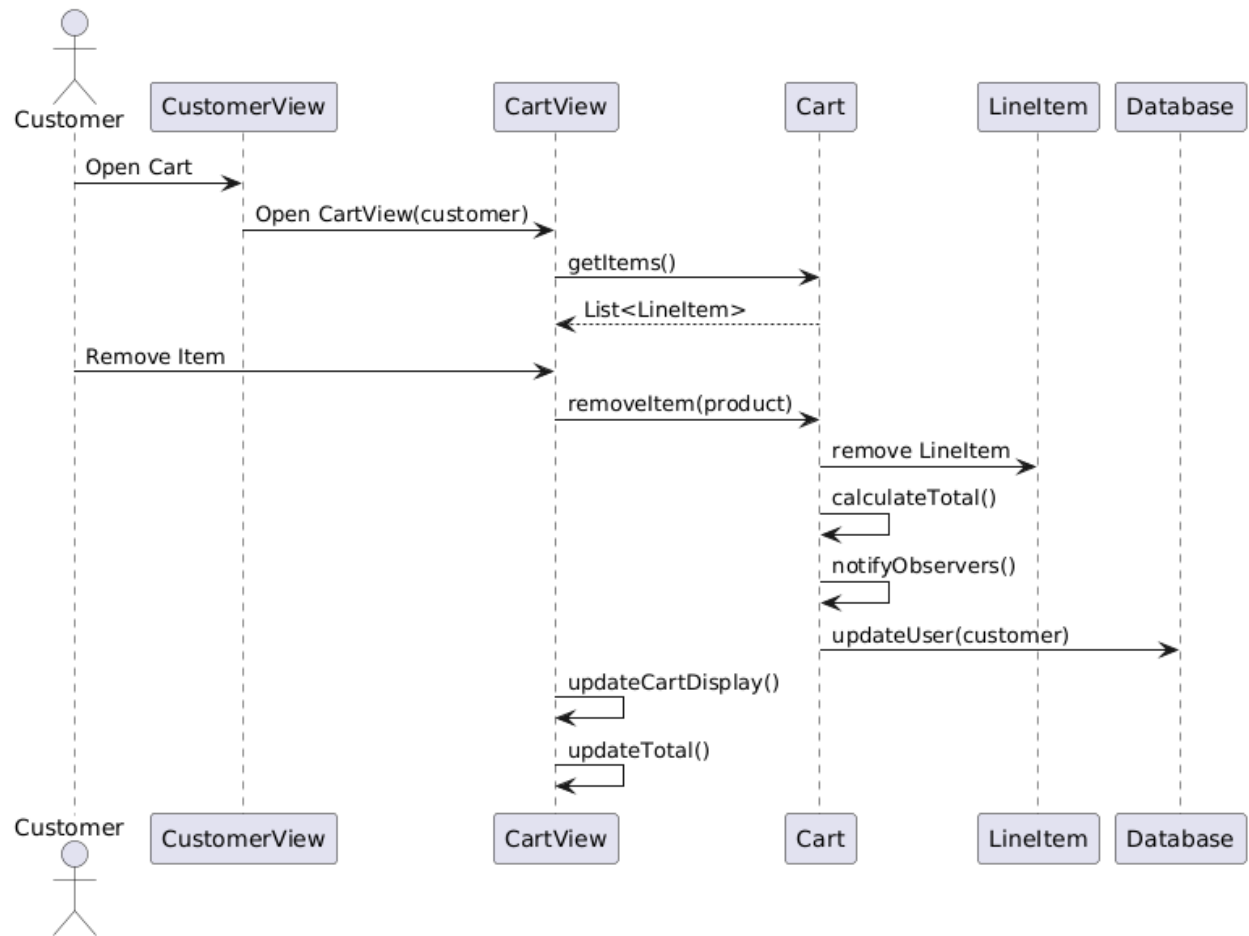 Customer
CustomerView
CartView
Cart
LineItem
Database
Open Cart
Open CartView(customer)
getItems()
List<LineItem>
Remove Item
removeItem(product)
remove LineItem
calculateTotal()
notifyObservers()
updateUser(customer)
updateCartDisplay()
updateTotal()
Customer
CustomerView
CartView
Cart
LineItem
Database